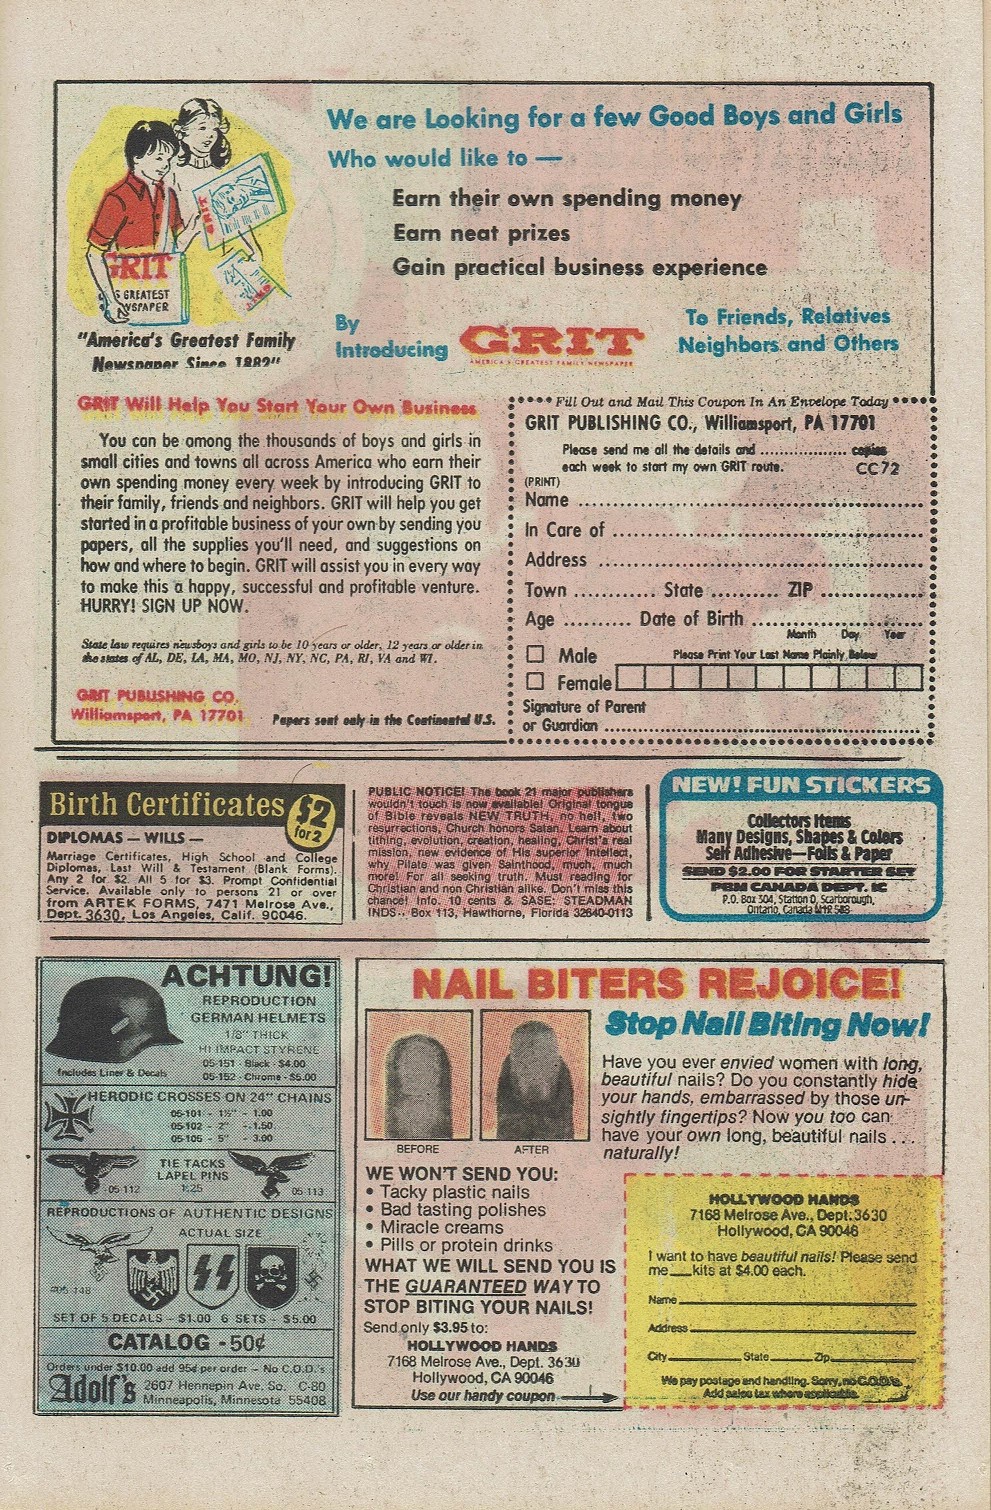 We are Looking for a few Good Boys and Girls
Who would like to —
Earn their own spending money
Earn neat prizes
Gain practical business experience
GRIT
GRIT
GREATEST
NEWSPAPER
"America's Greatest Family
Newspaper Since 1882"
By
Introducing
GRIT
AMERICA'S GREATEST FAMILY NEWSPAPER
To Friends, Relatives
Neighbors and Others
GRIT Will Help You Start Your Own Business
You can be among the thousands of boys and girls in
small cities and towns all across America who earn their
own spending money every week by introducing GRIT to
their family, friends and neighbors. GRIT will help you get
started in a profitable business of your own by sending you
papers, all the supplies you'll need, and suggestions on
how and where to begin. GRIT will assist you in every way
to make this a happy, successful and profitable venture.
HURRY! SIGN UP NOW.
State law requires newsboys and girls to be 10 years or older, 12 years or older in
the states of AL, DE, LA, MA, MO, NJ, NY, NC, PA, RI, VA and WI.
GRIT PUBLISHING CO.
Williamsport, PA 17701
Papers sent only in the Continental U.S.
Fill Out and Mail This Coupon In An Envelope Today
GRIT PUBLISHING CO., Williamsport, PA 17701
Please send me all the details and .................. copies
each week to start my own GRIT route. CC72
(PRINT)
Name
In Care of
Address
Town ............ State .......... ZIP
Age ........... Date of Birth
Month Day Year
Male
Please Print Your Last Name Plainly Below
Female
Signature of Parent
or Guardian
Birth Certificates
$2
for 2
DIPLOMAS — WILLS —
Marriage Certificates, High School and College
Diplomas, Last Will & Testament (Blank Forms).
Any 2 for $2. All 5 for $3. Prompt Confidential
Service. Available only to persons 21 or over
from ARTEK FORMS, 7471 Melrose Ave.,
Dept. 3630, Los Angeles, Calif. 90046.
PUBLIC NOTICE! The book 21 major publishers
wouldn't touch is now available! Original tongue
of Bible reveals NEW TRUTH, no hell, two
resurrections, Church honors Satan. Learn about
tithing, evolution, creation, healing, Christ's real
mission, new evidence of His superior intellect,
why Pilate was given Sainthood, much, much
more! For all seeking truth. Must reading for
Christian and non Christian alike. Don't miss this
chance! Info. 10 cents & SASE: STEADMAN
INDS., Box 113, Hawthorne, Florida 32640-0113
NEW! FUN STICKERS
Collectors Items
Many Designs, Shapes & Colors
Self Adhesive—Foils & Paper
SEND $2.00 FOR STARTER SET
PBM CANADA DEPT. IC
P.O. Box 304, Station D, Scarborough,
Ontario, Canada
ACHTUNG!
REPRODUCTION
GERMAN HELMETS
1/8" THICK
HI IMPACT STYRENE
05-151 - Black - $4.00
05-152 - Chrome - $5.00
Includes Liner & Decals
HERODIC CROSSES ON 24" CHAINS
05-101 - 1½" - 1.00
05-102 - 2" - 1.50
05-106 - 5" - 3.00
TIE TACKS
LAPEL PINS
1.25
05-112
05-113
REPRODUCTIONS OF AUTHENTIC DESIGNS
ACTUAL SIZE
#05-148
SET OF 5 DECALS - $1.00 6 SETS - $5.00
CATALOG - 50¢
Orders under $10.00 add 95¢ per order — No C.O.D.'s
Adolf's 2607 Hennepin Ave. So. C-80
Minneapolis, Minnesota 55408
NAIL BITERS REJOICE!
Stop Nail Biting Now!
BEFORE
AFTER
Have you ever envied women with long,
beautiful nails? Do you constantly hide
your hands, embarrassed by those un-
sightly fingertips? Now you too can
have your own long, beautiful nails . . .
naturally!
WE WON'T SEND YOU:
• Tacky plastic nails
• Bad tasting polishes
• Miracle creams
• Pills or protein drinks
WHAT WE WILL SEND YOU IS
THE GUARANTEED WAY TO
STOP BITING YOUR NAILS!
Send only $3.95 to:
HOLLYWOOD HANDS
7168 Melrose Ave., Dept. 3630
Hollywood, CA 90046
Use our handy coupon
HOLLYWOOD HANDS
7168 Melrose Ave., Dept. 3630
Hollywood, CA 90046
I want to have beautiful nails! Please send
me___kits at $4.00 each.
Name
Address
City__________State________Zip
We pay postage and handling. Sorry, no C.O.D's.
Add sales tax where applicable.